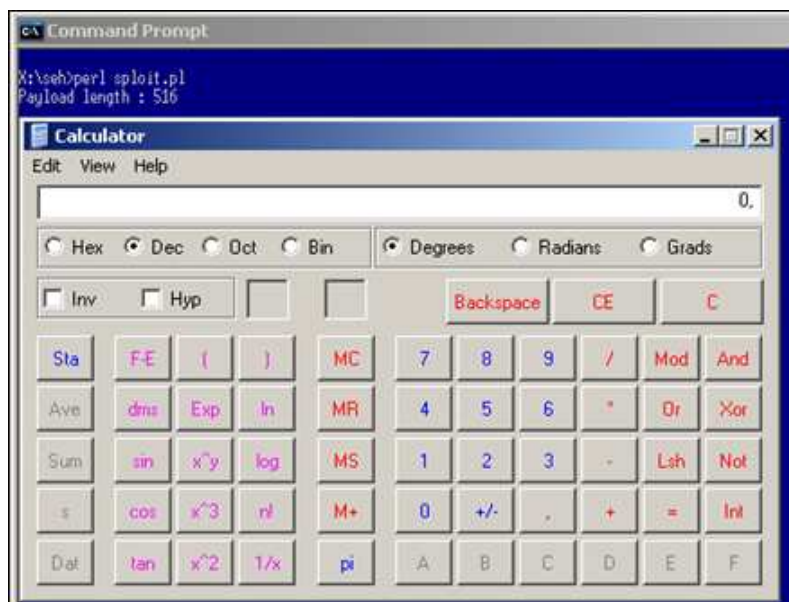 Command Prompt
X:\seh>perl sploit.pl
Payload length : 516
Calculator
Edit View Help
0,
Hex Dec Oct Bin Degrees Radians Grads
Inv Hyp Backspace CE C
Sta F-E ( ) MC 7 8 9 / Mod And
Ave dms Exp ln MR 4 5 6 * Or Xor
Sum sin x^y log MS 1 2 3 - Lsh Not
s cos x^3 n! M+ 0 +/- , + = Int
Dat tan x^2 1/x pi A B C D E F